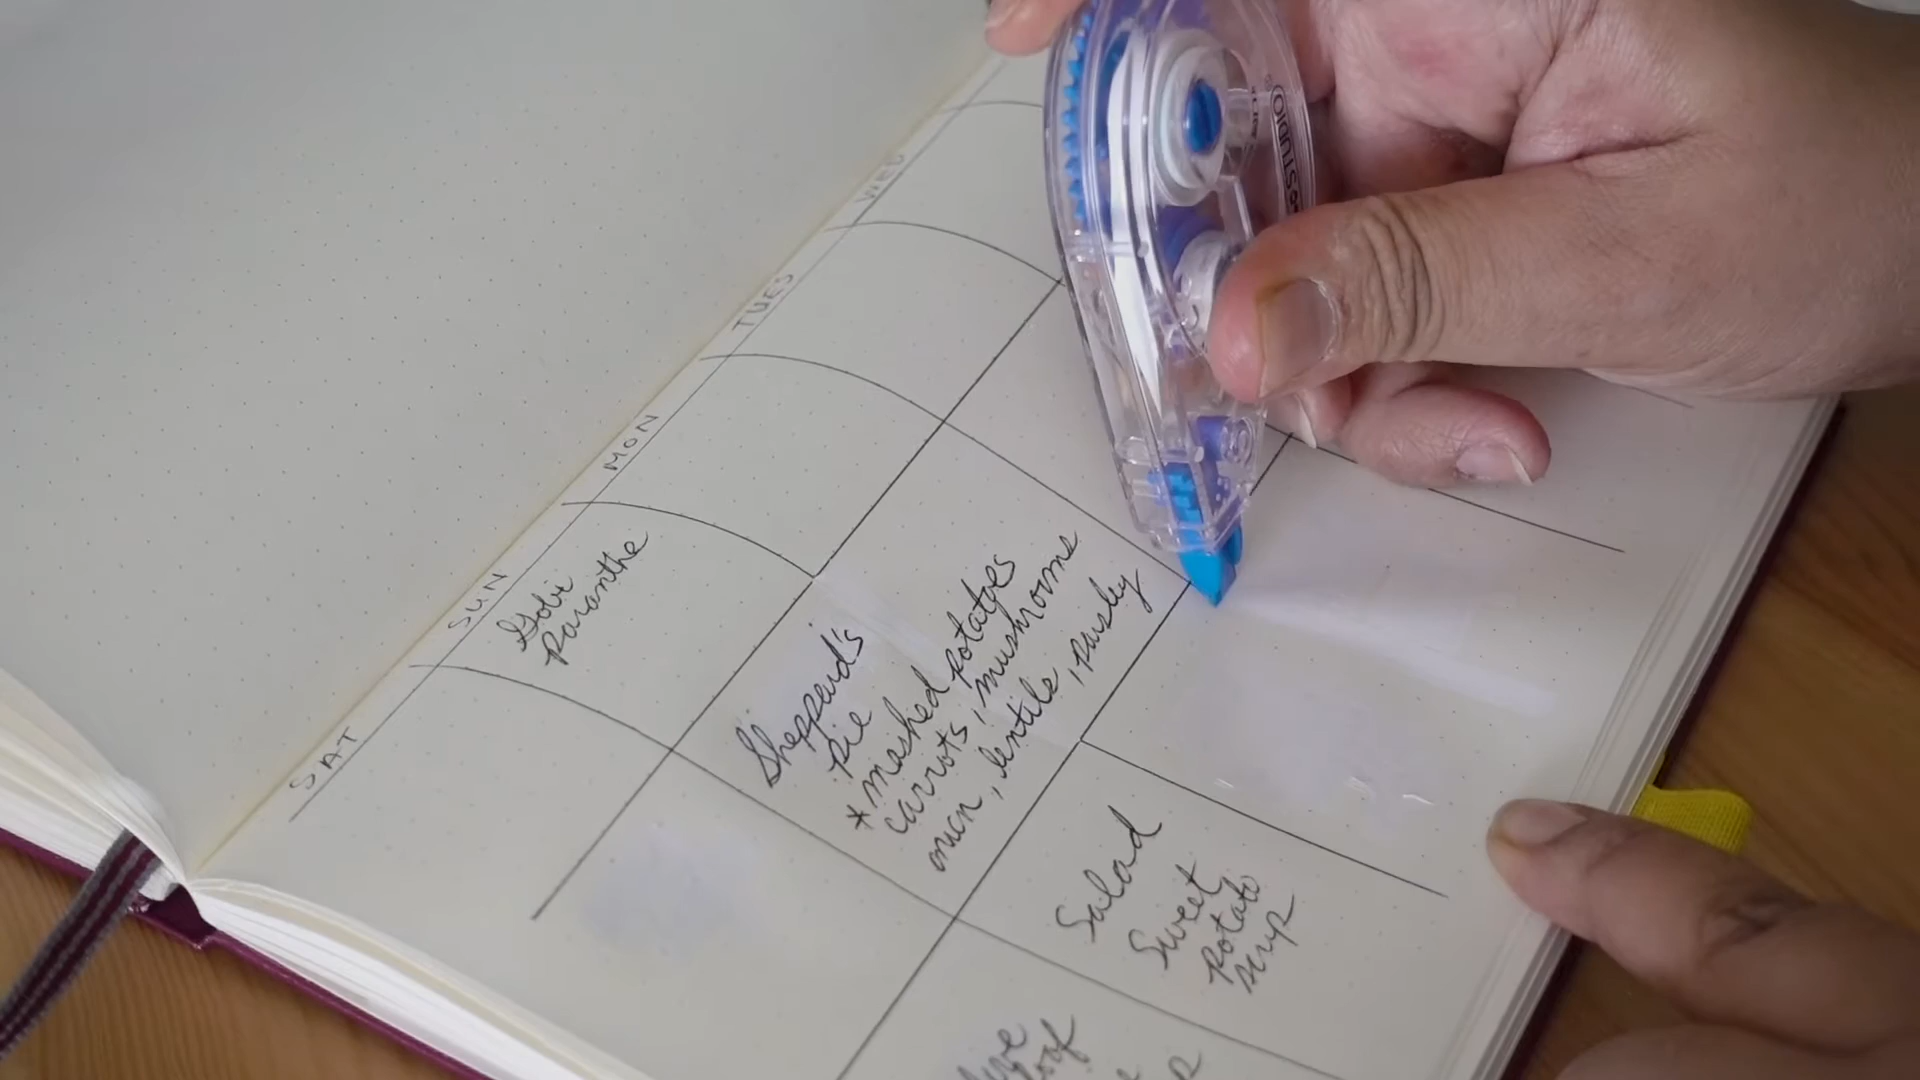 WED
TUES
MON
SUN
SAT
Gobi
paranthe
Sheppard's
pie
* mashed potatoes
carrots, mushrooms
onion, lentils, parsley
Salad
Sweet
potato
soup
STUDIO